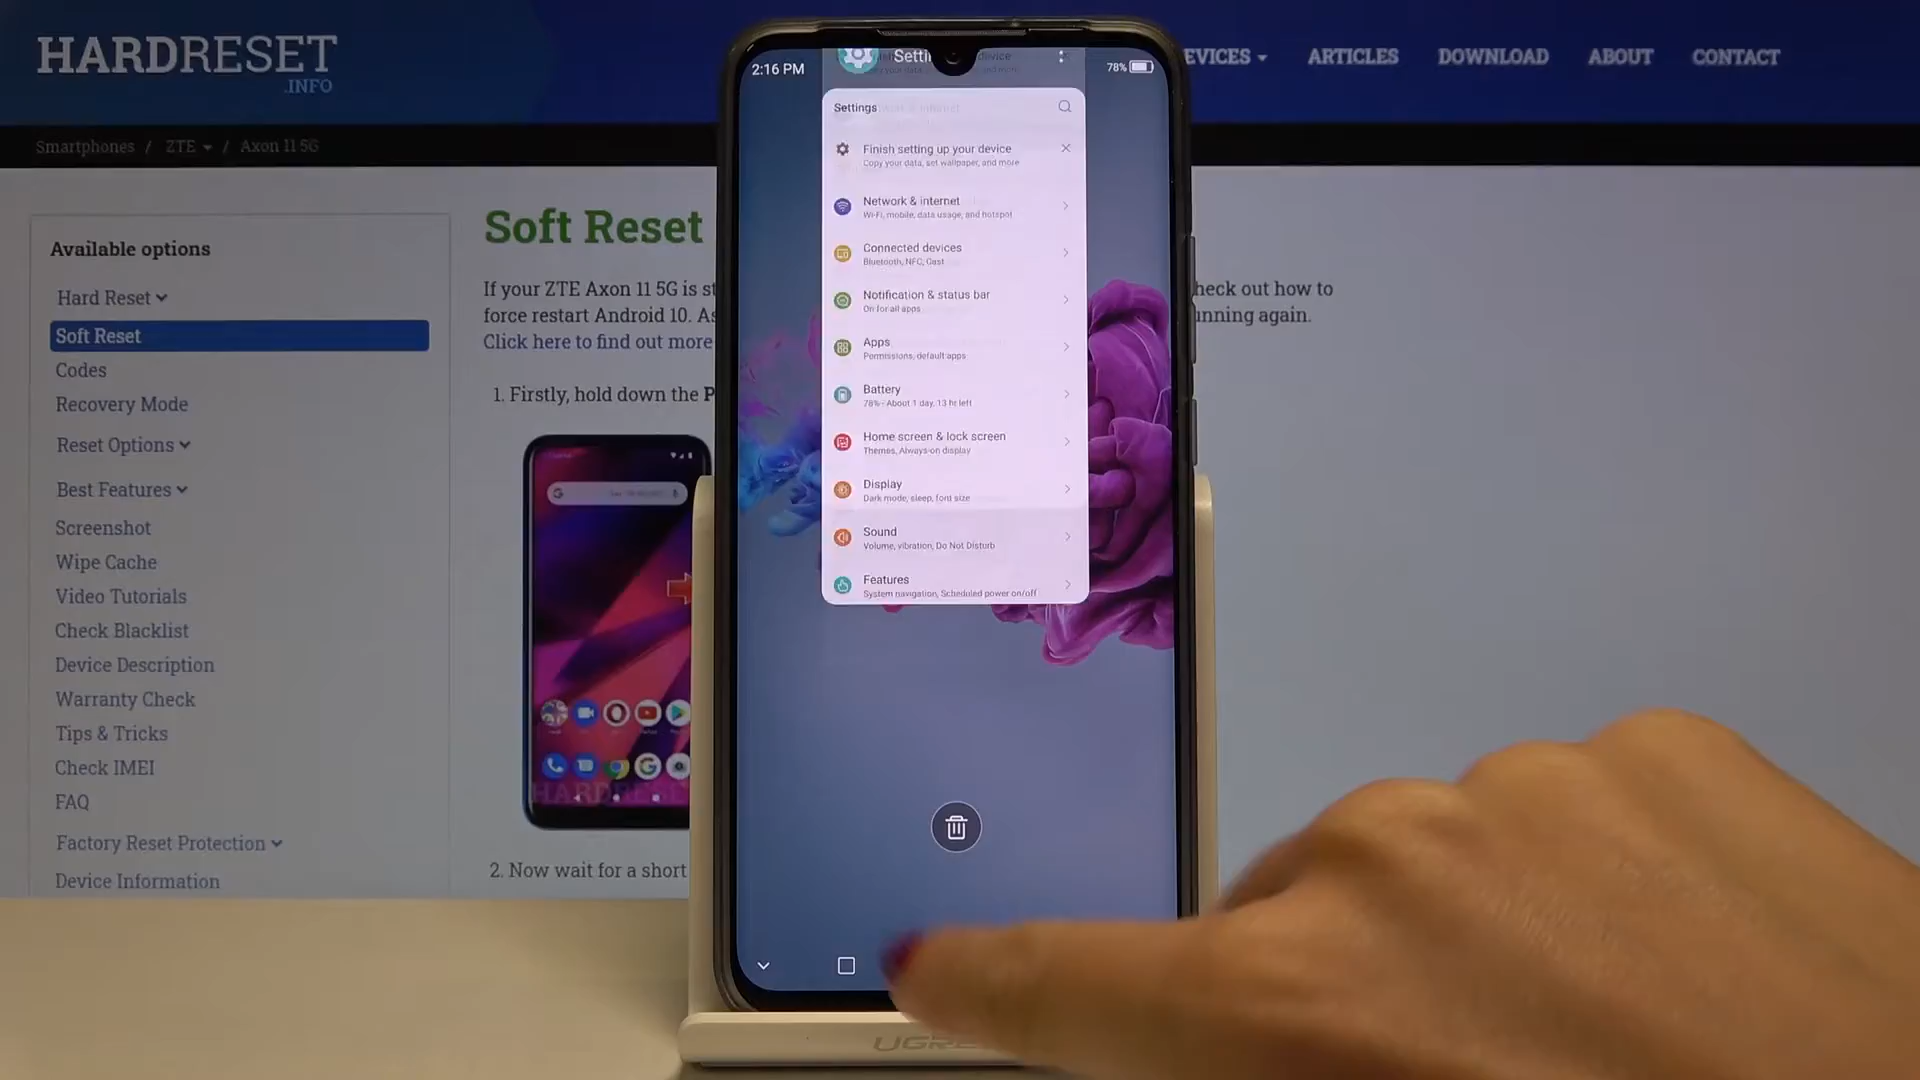 HARDRESET
.INFO
EVICES
ARTICLES
DOWNLOAD
ABOUT
CONTACT
Smartphones / ZTE / Axon 11 5G
Available options
Hard Reset
Soft Reset
Codes
Recovery Mode
Reset Options
Best Features
Screenshot
Wipe Cache
Video Tutorials
Check Blacklist
Device Description
Warranty Check
Tips & Tricks
Check IMEI
FAQ
Factory Reset Protection
Device Information
Soft Reset
If your ZTE Axon 11 5G is st
heck out how to
force restart Android 10. As
unning again.
Click here to find out more
1. Firstly, hold down the P
HARDRESE
2. Now wait for a short
2:16 PM
Setti
78%
Settings
Finish setting up your device
Copy your data, set wallpaper, and more
Network & internet
Wi-Fi, mobile, data usage, and hotspot
Connected devices
Bluetooth, NFC, Cast
Notification & status bar
On for all apps
Apps
Permissions, default apps
Battery
78% - About 1 day, 13 hr left
Home screen & lock screen
Themes, Always-on display
Display
Dark mode, sleep, font size
Sound
Volume, vibration, Do Not Disturb
Features
System navigation, Scheduled power on/off
UGRE